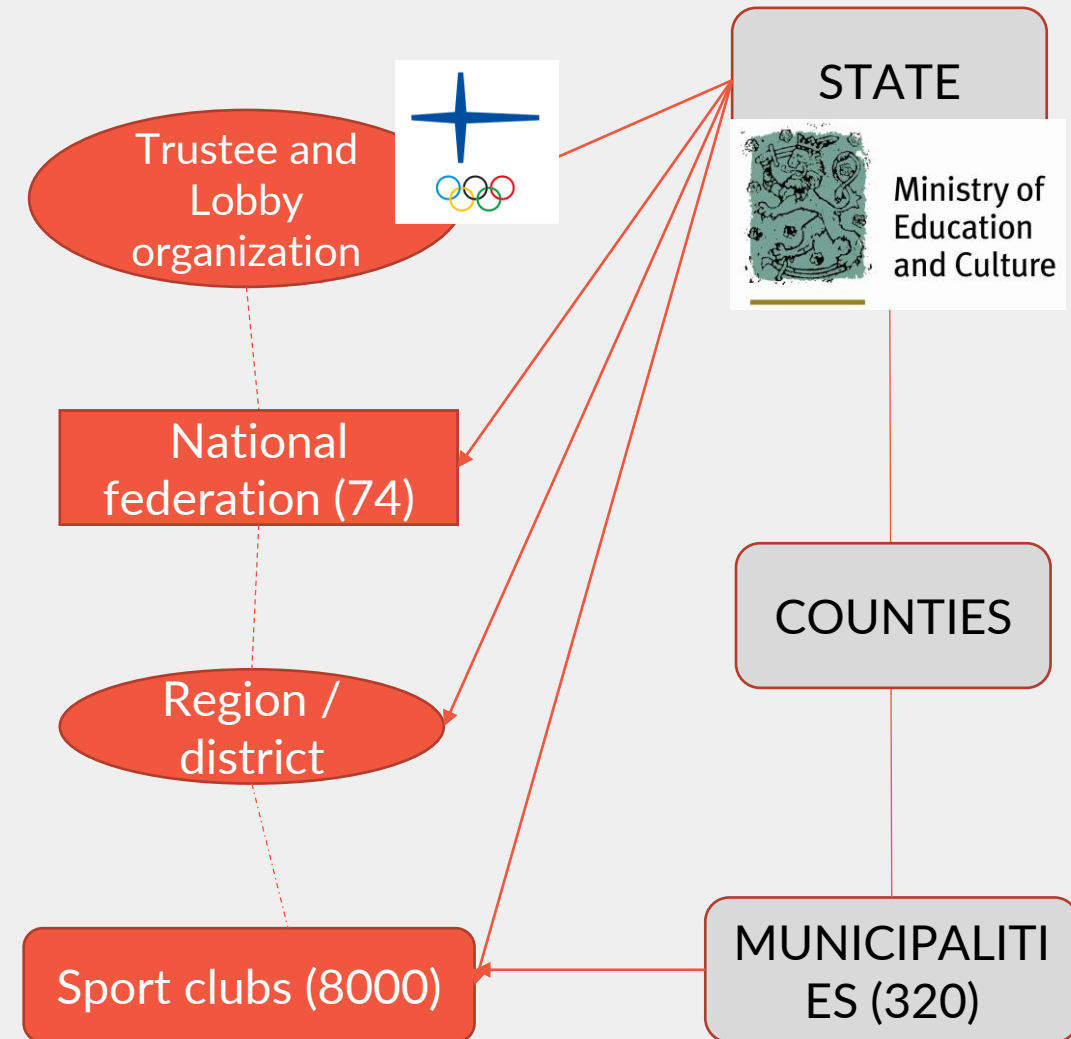 STATE
Trustee and
Lobby
organization
Ministry of
Education
and Culture
National
federation (74)
COUNTIES
Region /
district
Sport clubs (8000)
MUNICIPALITI
ES (320)